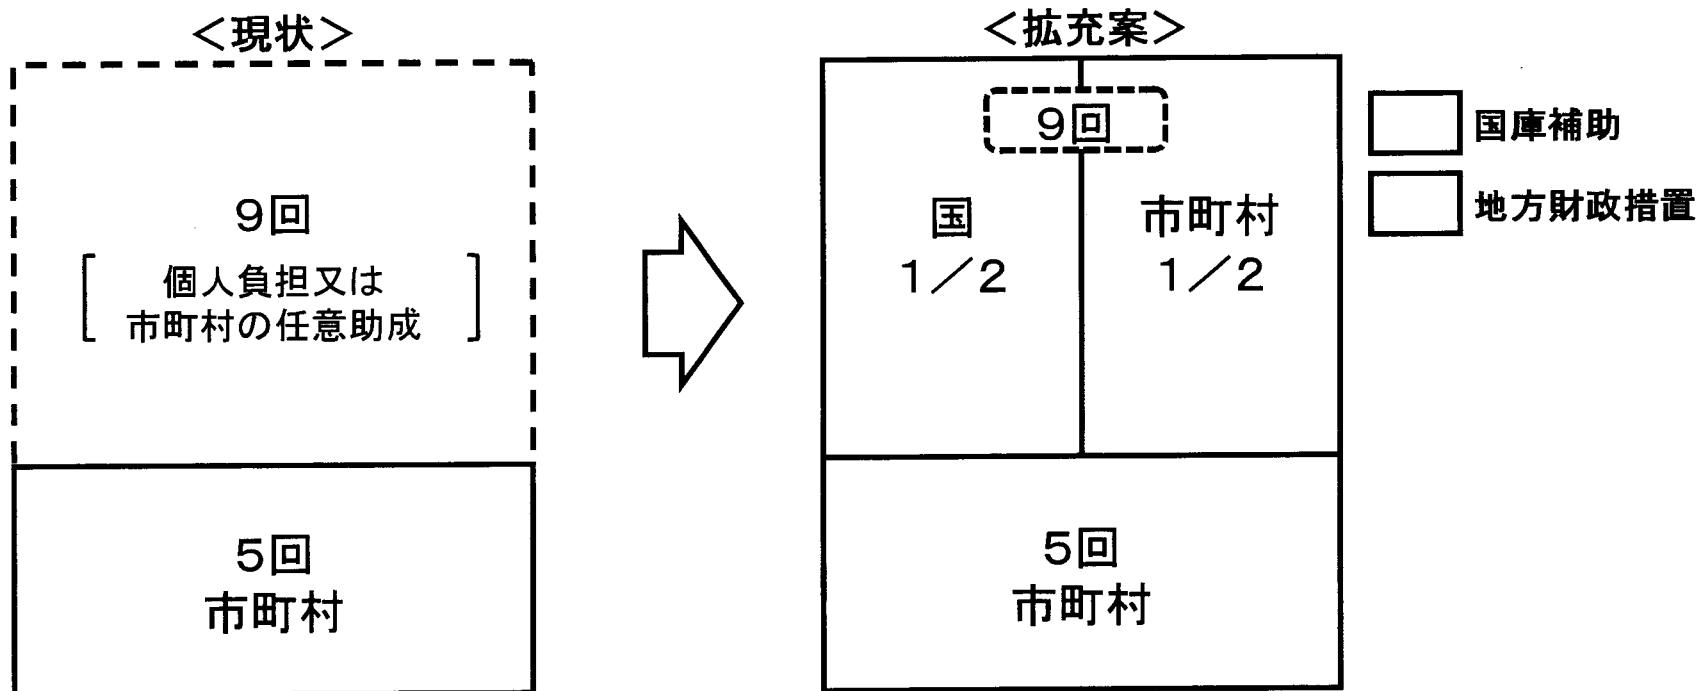 ＜現状＞
9回
個人負担又は
市町村の任意助成
5回
市町村
＜拡充案＞
9回
国
1／2
市町村
1／2
5回
市町村
国庫補助
地方財政措置